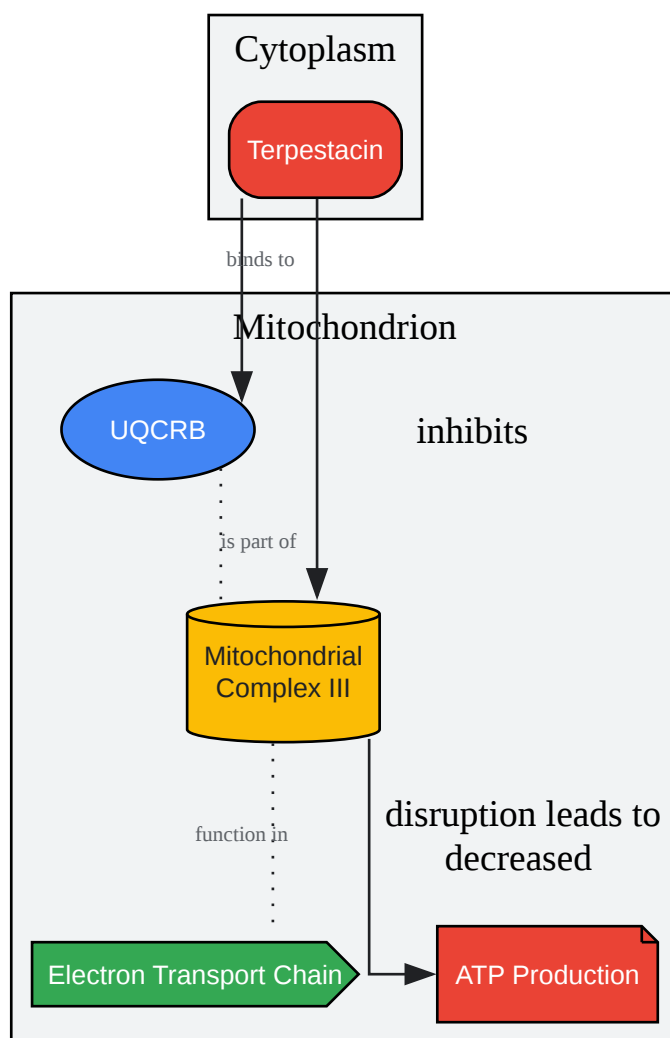 Cytoplasm
Terpestacin
binds to
Mitochondrion
UQCRB
inhibits
is part of
Mitochondrial
Complex III
disruption leads to
decreased
function in
Electron Transport Chain
ATP Production